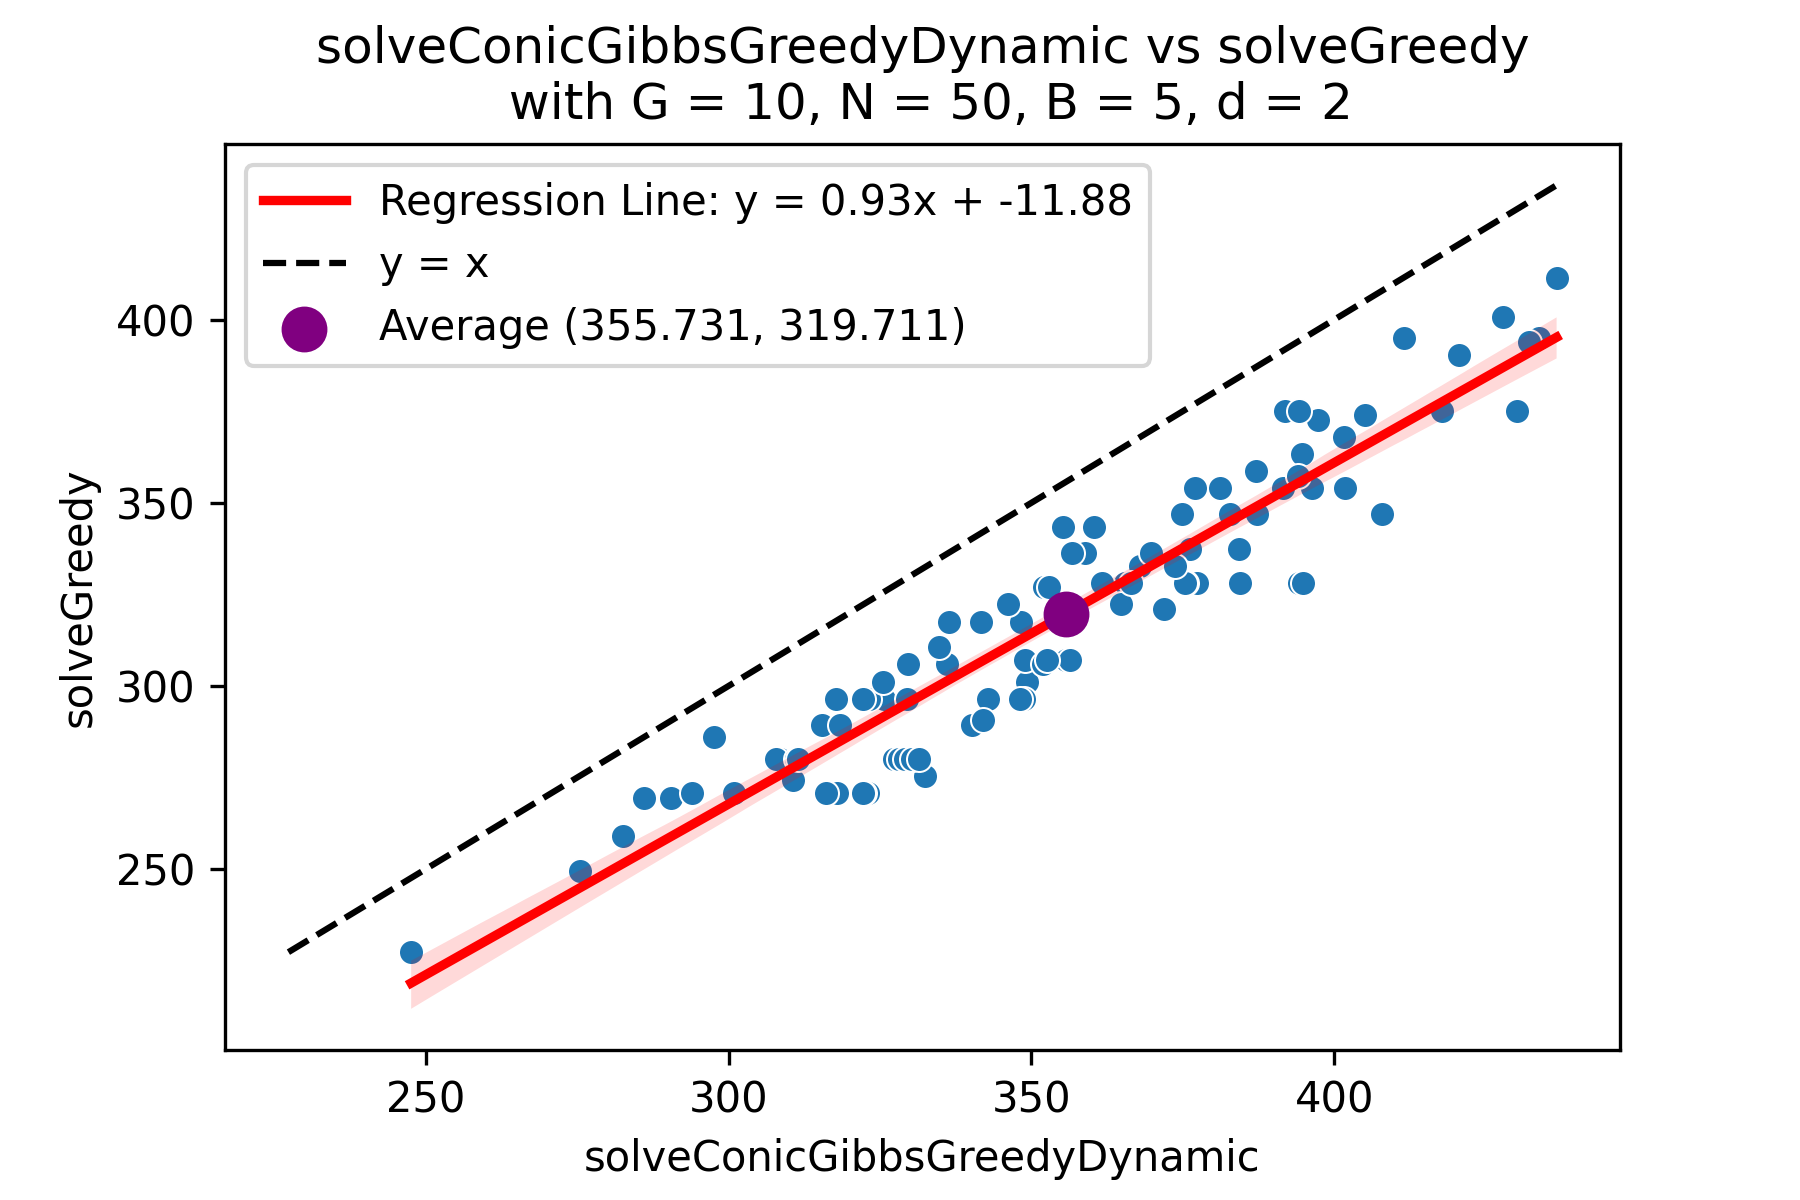 solveConicGibbsGreedyDynamic vs solveGreedy
with G = 10, N = 50, B = 5, d = 2
Regression Line: y = 0.93x + -11.88
y = x
Average (355.731, 319.711)
400
350
300
250
solveGreedy
250 300 350 400
solveConicGibbsGreedyDynamic